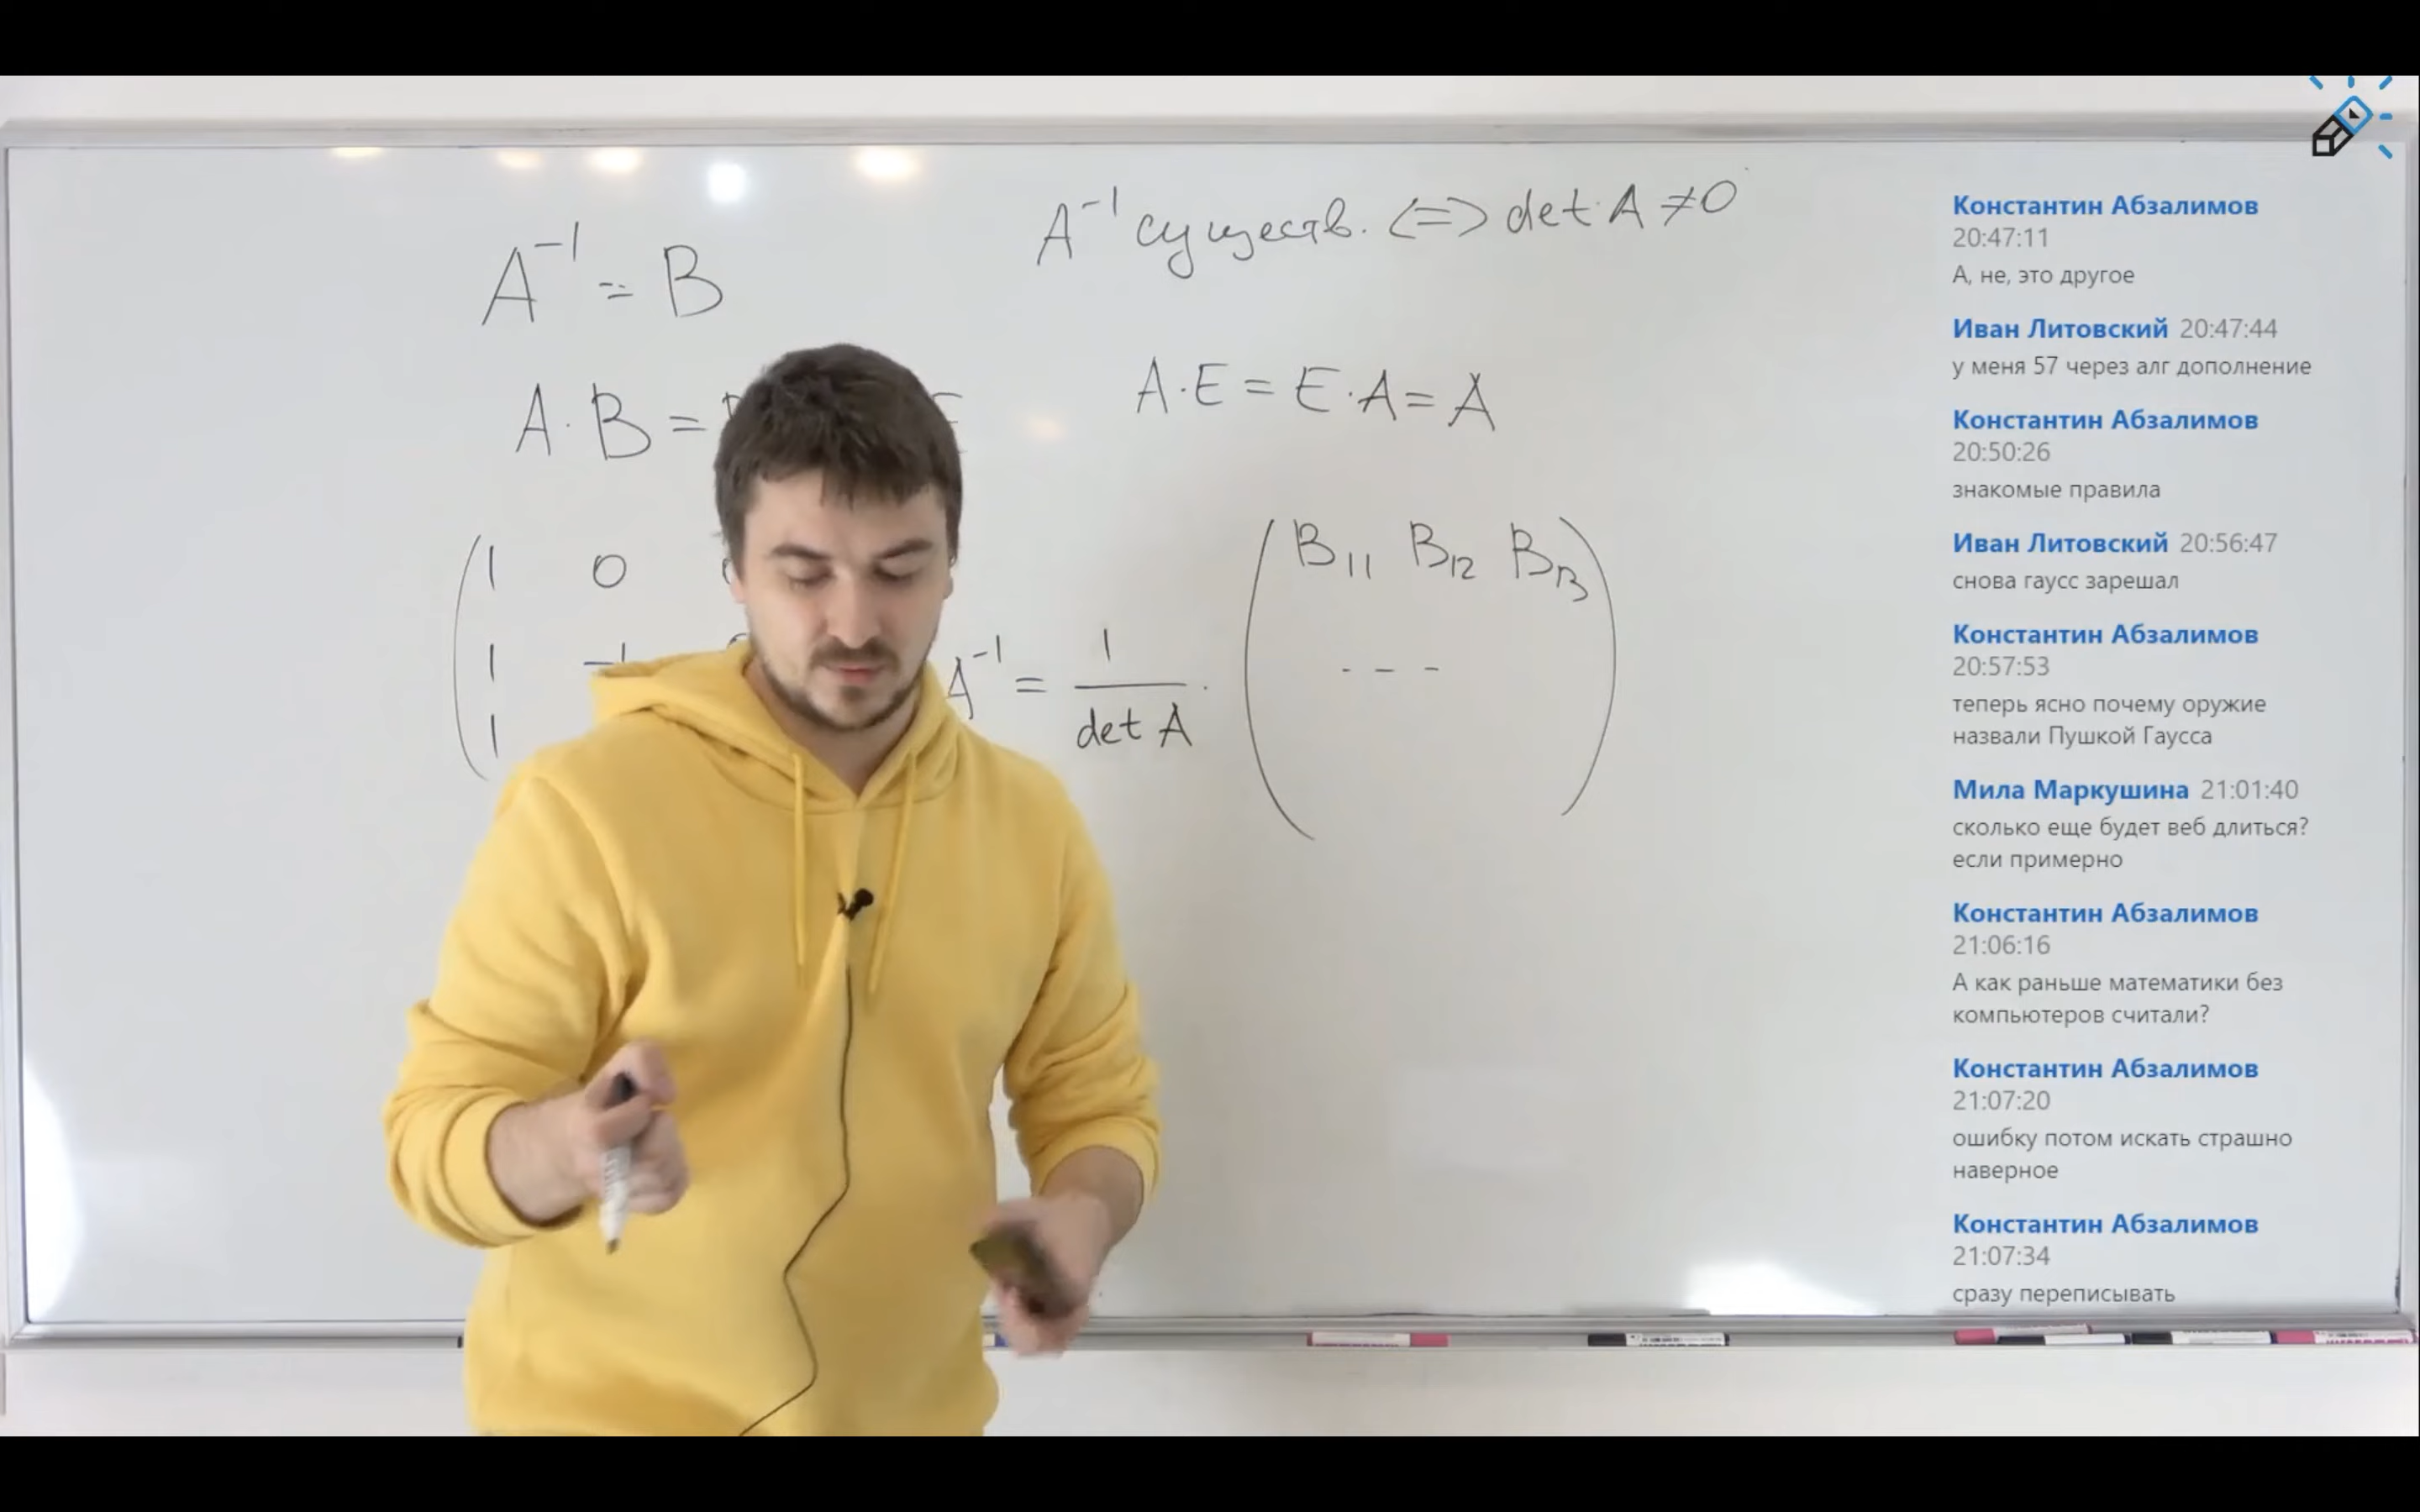 A⁻¹ = B
A⁻¹ существ. <=> det A ≠ 0
A · B =
A · E = E · A = A
1 0
1 -1
1
A⁻¹ = 1 / det A ·
B₁₁ B₁₂ B₁₃
- - -
Константин Абзалимов
20:47:11
А, не, это другое
Иван Литовский 20:47:44
у меня 57 через алг дополнение
Константин Абзалимов
20:50:26
знакомые правила
Иван Литовский 20:56:47
снова гаусс зарешал
Константин Абзалимов
20:57:53
теперь ясно почему оружие
назвали Пушкой Гаусса
Мила Маркушина 21:01:40
сколько еще будет веб длиться?
если примерно
Константин Абзалимов
21:06:16
А как раньше математики без
компьютеров считали?
Константин Абзалимов
21:07:20
ошибку потом искать страшно
наверное
Константин Абзалимов
21:07:34
сразу переписывать